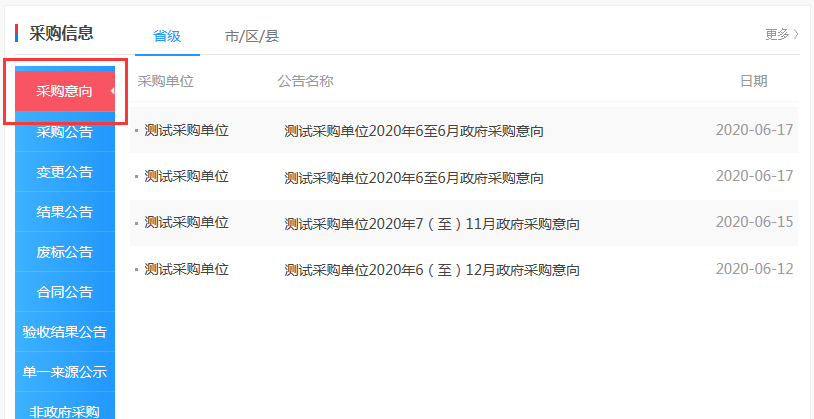 采购信息
省级 市/区/县 更多
采购单位 公告名称 日期
采购意向
采购公告
变更公告
结果公告
废标公告
合同公告
验收结果公告
单一来源公示
非政府采购
测试采购单位 测试采购单位2020年6至6月政府采购意向 2020-06-17
测试采购单位 测试采购单位2020年6至6月政府采购意向 2020-06-17
测试采购单位 测试采购单位2020年7（至）11月政府采购意向 2020-06-15
测试采购单位 测试采购单位2020年6（至）12月政府采购意向 2020-06-12